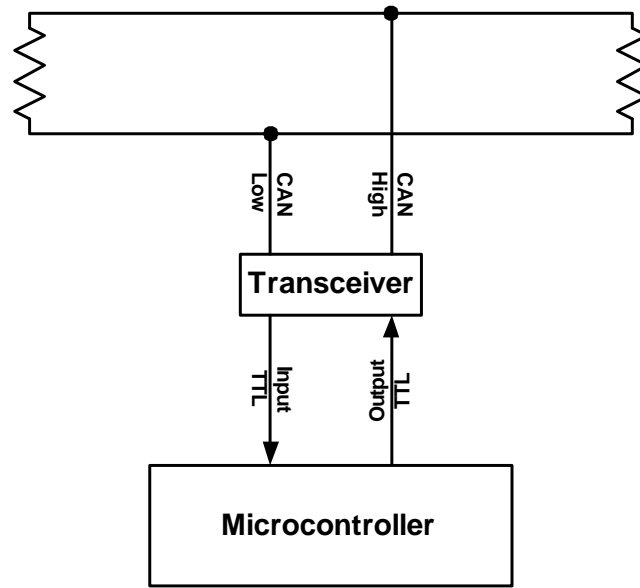 CAN
Low
CAN
High
Transceiver
Input
TTL
Output
TTL
Microcontroller